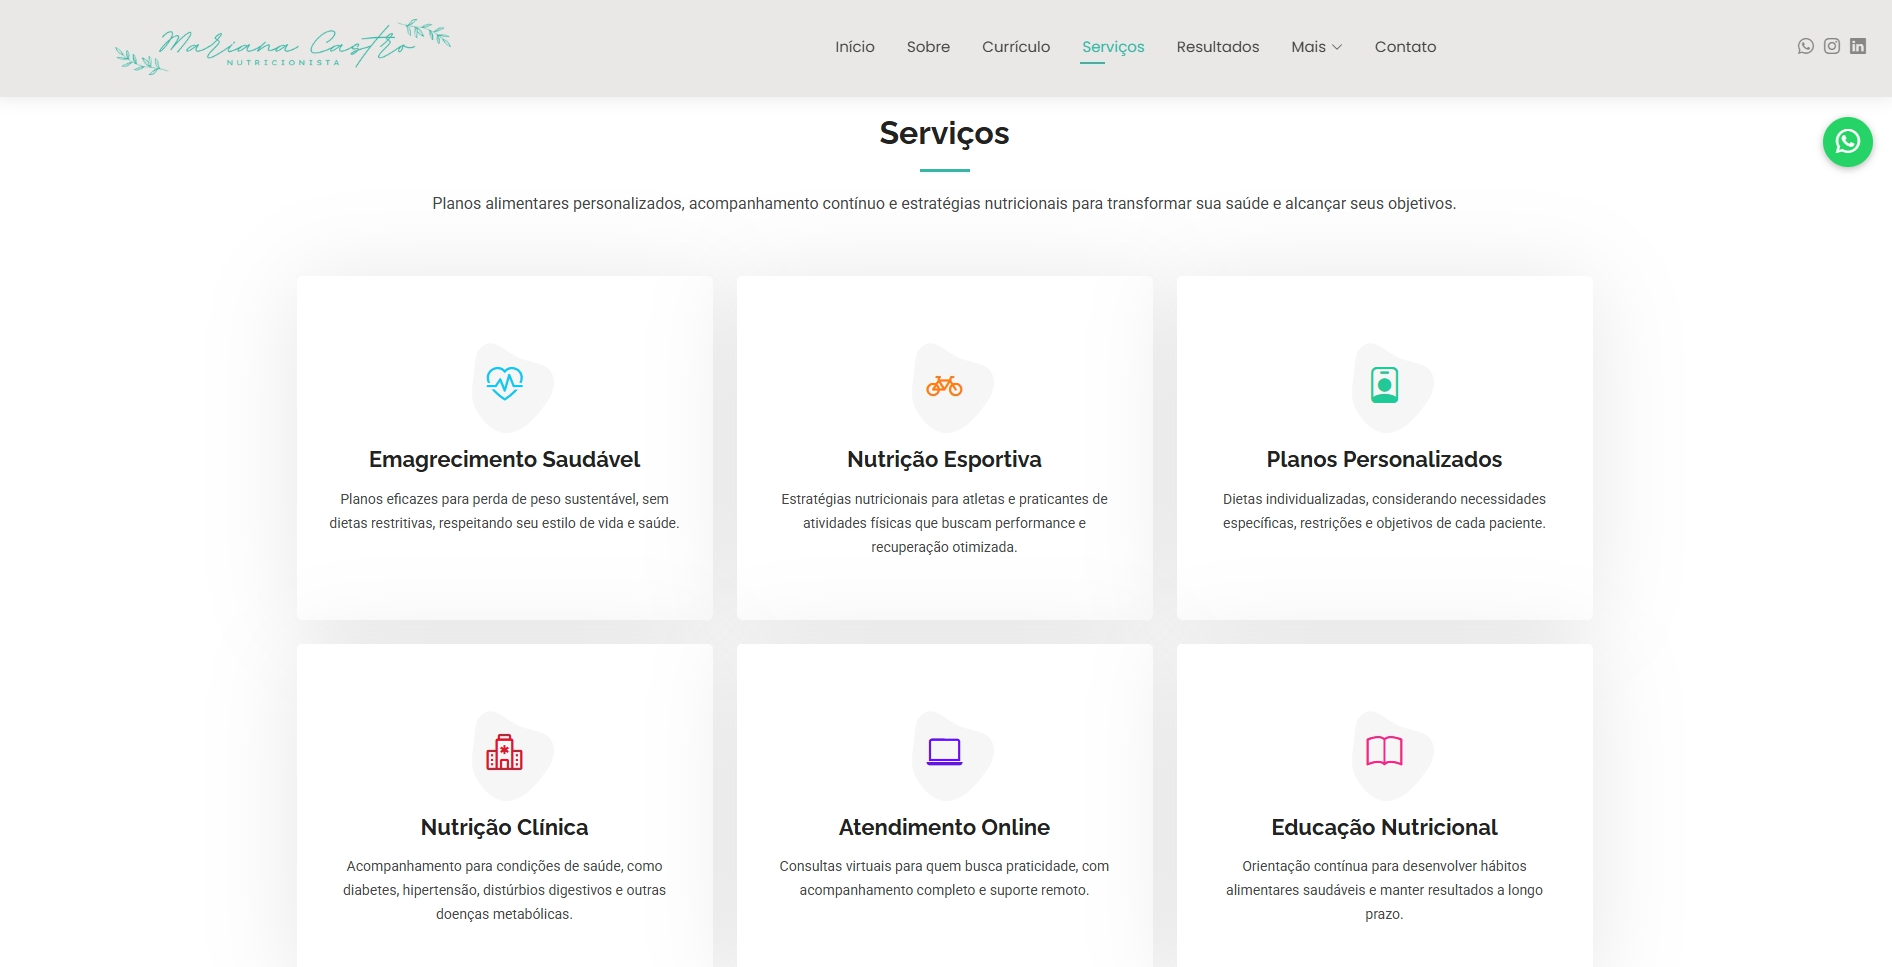 Mariana Castro
NUTRICIONISTA
Início Sobre Currículo Serviços Resultados Mais Contato
Serviços
Planos alimentares personalizados, acompanhamento contínuo e estratégias nutricionais para transformar sua saúde e alcançar seus objetivos.
Emagrecimento Saudável
Planos eficazes para perda de peso sustentável, sem
dietas restritivas, respeitando seu estilo de vida e saúde.
Nutrição Esportiva
Estratégias nutricionais para atletas e praticantes de
atividades físicas que buscam performance e
recuperação otimizada.
Planos Personalizados
Dietas individualizadas, considerando necessidades
específicas, restrições e objetivos de cada paciente.
Nutrição Clínica
Acompanhamento para condições de saúde, como
diabetes, hipertensão, distúrbios digestivos e outras
doenças metabólicas.
Atendimento Online
Consultas virtuais para quem busca praticidade, com
acompanhamento completo e suporte remoto.
Educação Nutricional
Orientação contínua para desenvolver hábitos
alimentares saudáveis e manter resultados a longo
prazo.